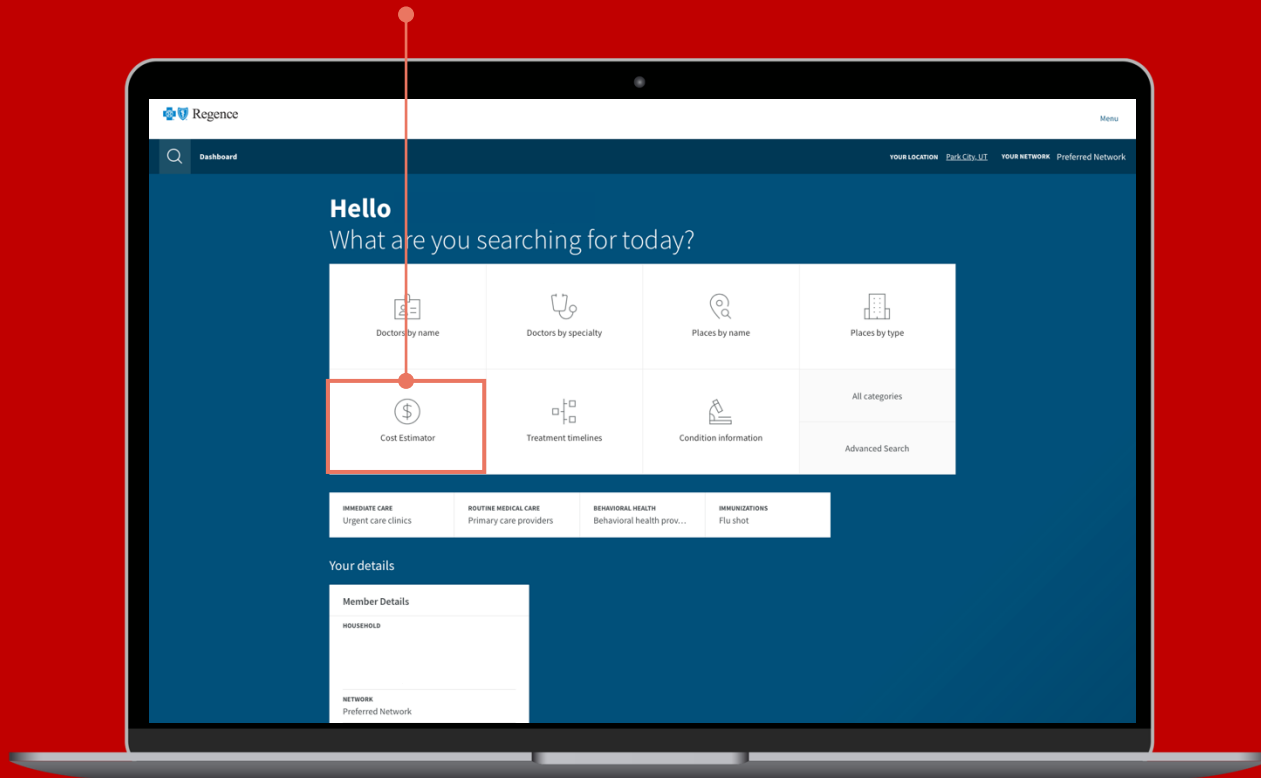 Regence
Menu
Dashboard
YOUR LOCATION Park City, UT YOUR NETWORK Preferred Network
Hello
What are you searching for today?
Doctors by name
Doctors by specialty
Places by name
Places by type
Cost Estimator
Treatment timelines
Condition information
All categories
Advanced Search
IMMEDIATE CARE
Urgent care clinics
ROUTINE MEDICAL CARE
Primary care providers
BEHAVIORAL HEALTH
Behavioral health prov...
IMMUNIZATIONS
Flu shot
Your details
Member Details
HOUSEHOLD
NETWORK
Preferred Network